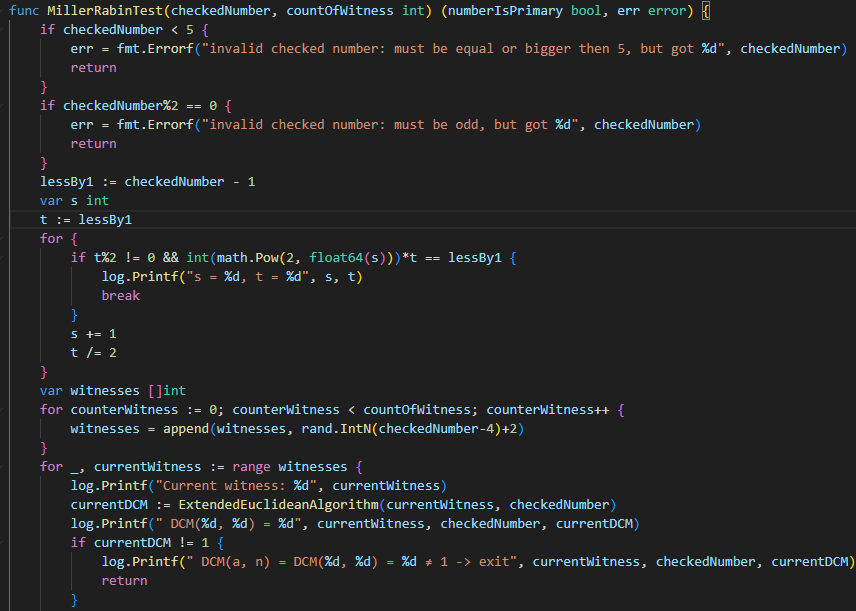 func MillerRabinTest(checkedNumber, countOfWitness int) (numberIsPrimary bool, err error) {
    if checkedNumber < 5 {
        err = fmt.Errorf("invalid checked number: must be equal or bigger then 5, but got %d", checkedNumber)
        return
    }
    if checkedNumber%2 == 0 {
        err = fmt.Errorf("invalid checked number: must be odd, but got %d", checkedNumber)
        return
    }
    lessBy1 := checkedNumber - 1
    var s int
    t := lessBy1
    for {
        if t%2 != 0 && int(math.Pow(2, float64(s)))*t == lessBy1 {
            log.Printf("s = %d, t = %d", s, t)
            break
        }
        s += 1
        t /= 2
    }
    var witnesses []int
    for counterWitness := 0; counterWitness < countOfWitness; counterWitness++ {
        witnesses = append(witnesses, rand.IntN(checkedNumber-4)+2)
    }
    for _, currentWitness := range witnesses {
        log.Printf("Current witness: %d", currentWitness)
        currentDCM := ExtendedEuclideanAlgorithm(currentWitness, checkedNumber)
        log.Printf(" DCM(%d, %d) = %d", currentWitness, checkedNumber, currentDCM)
        if currentDCM != 1 {
            log.Printf(" DCM(a, n) = DCM(%d, %d) = %d ≠ 1 -> exit", currentWitness, checkedNumber, currentDCM)
            return
        }